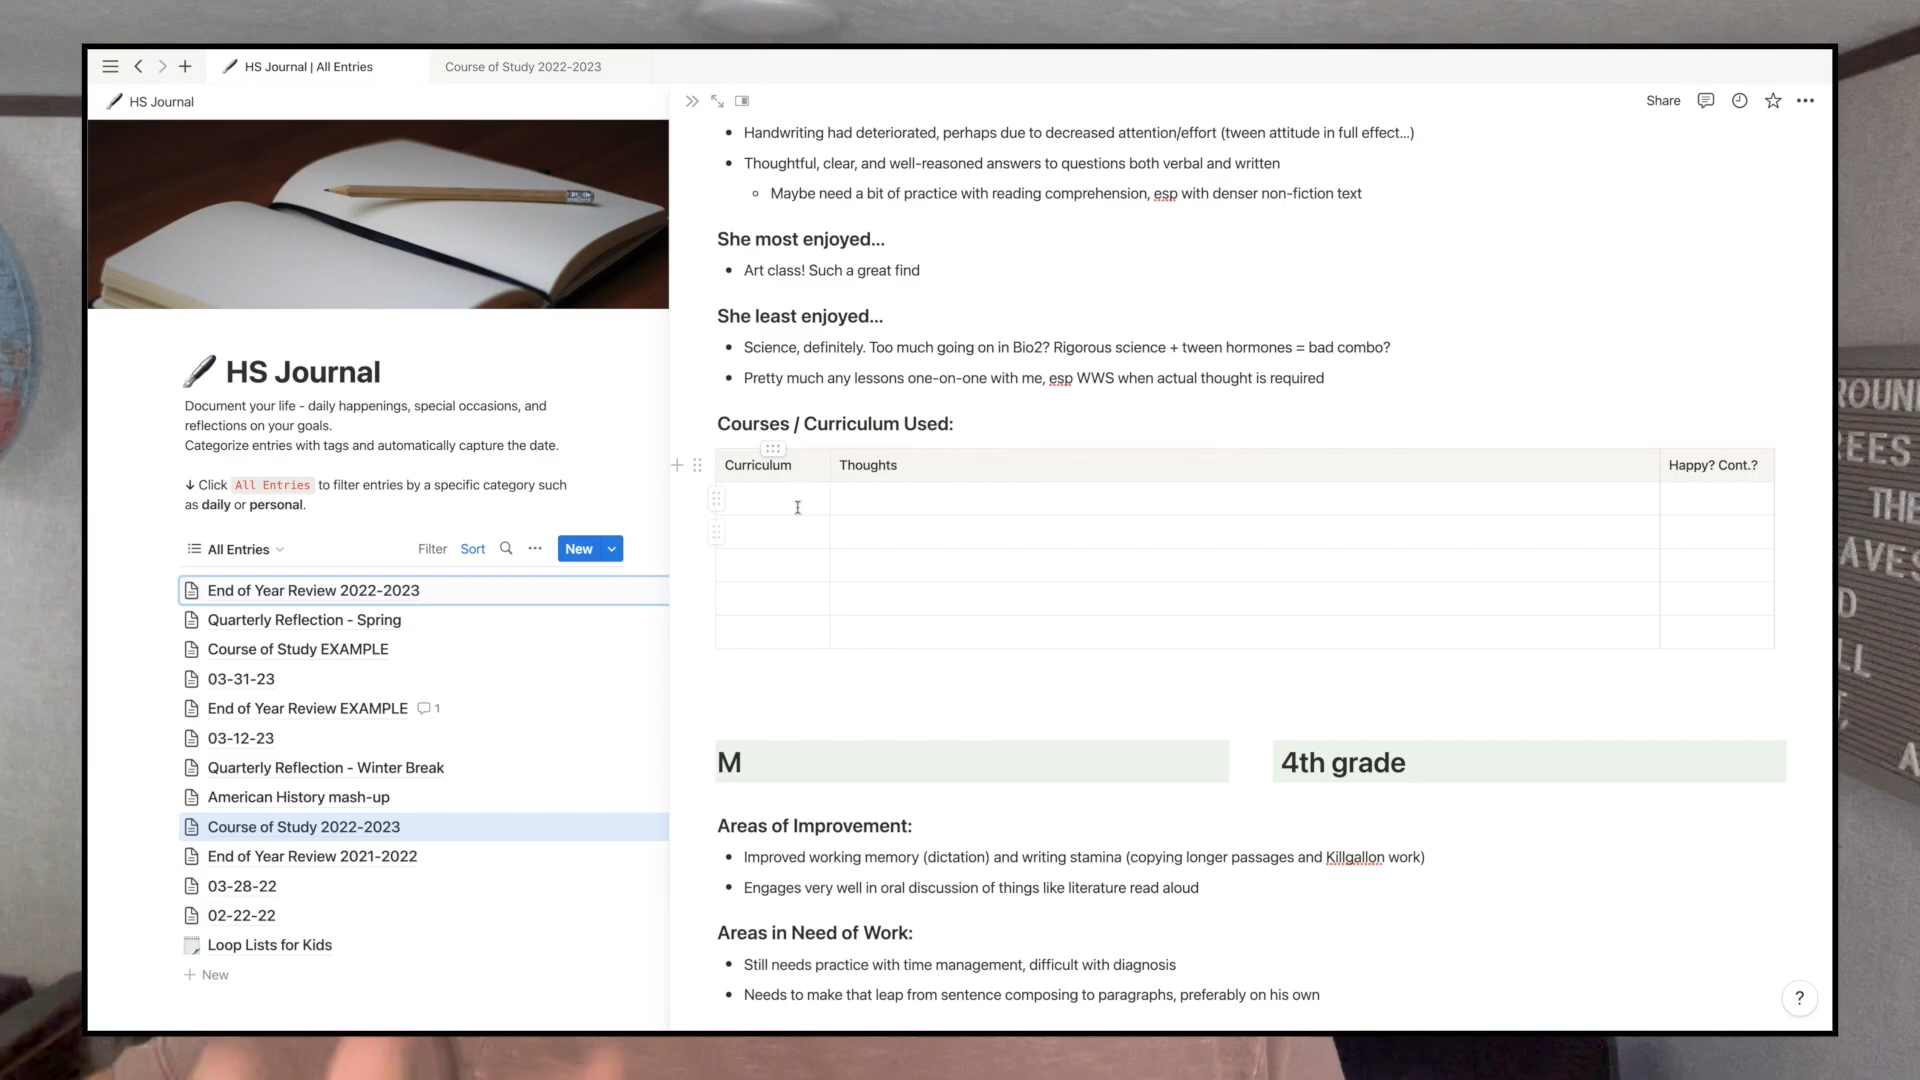 HS Journal | All Entries
Course of Study 2022-2023
HS Journal
Share
HS Journal
Document your life - daily happenings, special occasions, and
reflections on your goals.
Categorize entries with tags and automatically capture the date.
↓ Click All Entries to filter entries by a specific category such
as daily or personal.
All Entries
Filter
Sort
New
End of Year Review 2022-2023
Quarterly Reflection - Spring
Course of Study EXAMPLE
03-31-23
End of Year Review EXAMPLE 1
03-12-23
Quarterly Reflection - Winter Break
American History mash-up
Course of Study 2022-2023
End of Year Review 2021-2022
03-28-22
02-22-22
Loop Lists for Kids
+ New
• Handwriting had deteriorated, perhaps due to decreased attention/effort (tween attitude in full effect...)
• Thoughtful, clear, and well-reasoned answers to questions both verbal and written
◦ Maybe need a bit of practice with reading comprehension, esp with denser non-fiction text
She most enjoyed...
• Art class! Such a great find
She least enjoyed...
• Science, definitely. Too much going on in Bio2? Rigorous science + tween hormones = bad combo?
• Pretty much any lessons one-on-one with me, esp WWS when actual thought is required
Courses / Curriculum Used:
Curriculum
Thoughts
Happy? Cont.?
M
4th grade
Areas of Improvement:
• Improved working memory (dictation) and writing stamina (copying longer passages and Killgallon work)
• Engages very well in oral discussion of things like literature read aloud
Areas in Need of Work:
• Still needs practice with time management, difficult with diagnosis
• Needs to make that leap from sentence composing to paragraphs, preferably on his own
?
THE